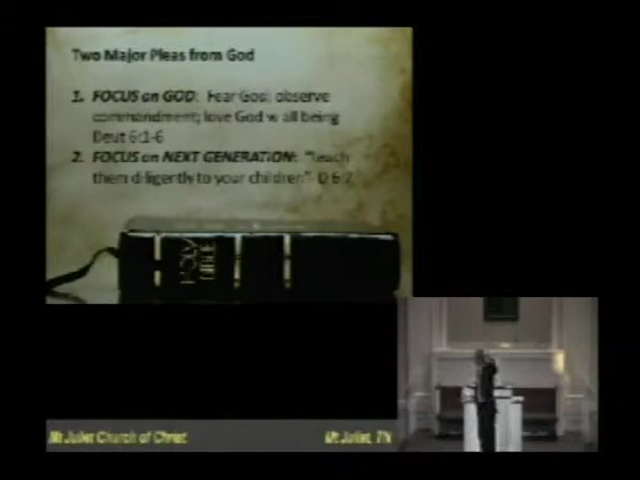 Two Major Pleas from God
1. FOCUS on GOD: Fear God; observe
commandment; love God w all being
Deut 6:1-6
2. FOCUS on NEXT GENERATION: "Teach
them diligently to your children" D 6:7
HOLY
BIBLE
Mt Juliet Church of Christ
Mt Juliet, TN